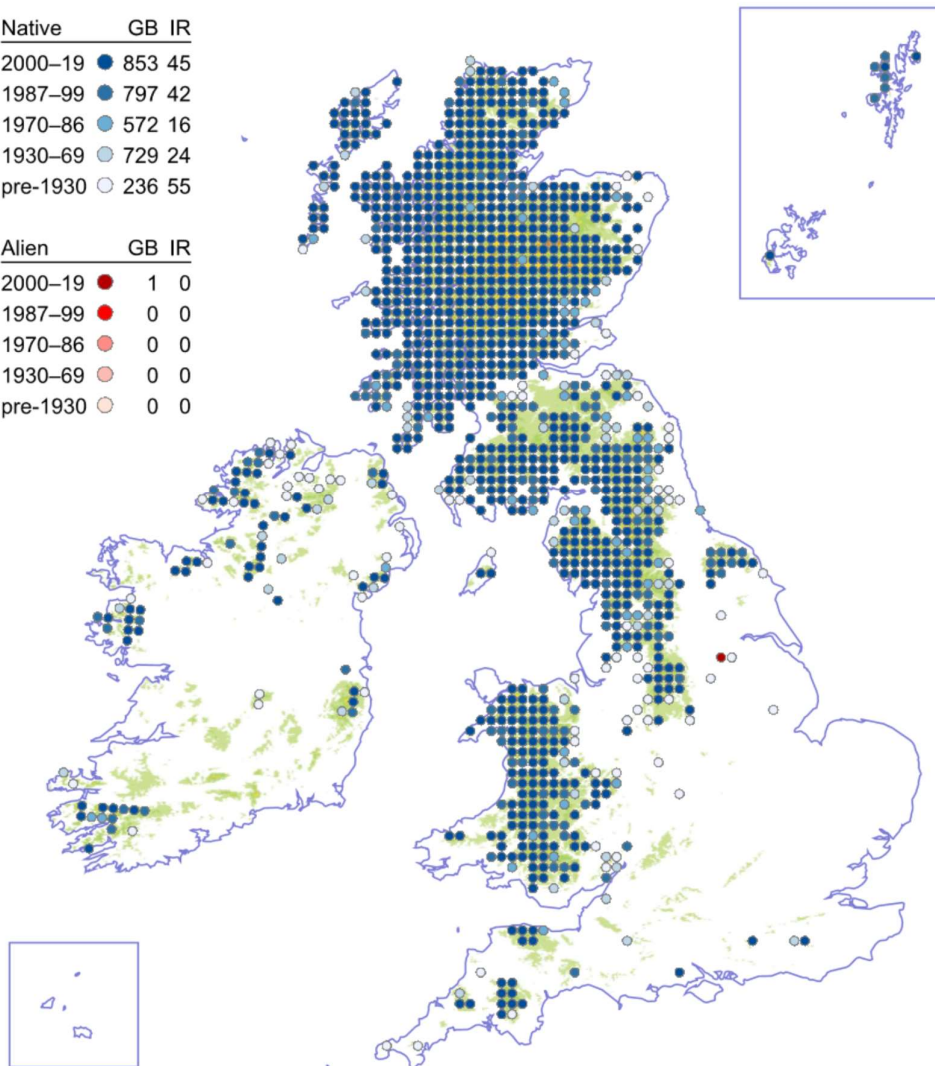 Native GB IR
2000–19 853 45
1987–99 797 42
1970–86 572 16
1930–69 729 24
pre-1930 236 55
Alien GB IR
2000–19 1 0
1987–99 0 0
1970–86 0 0
1930–69 0 0
pre-1930 0 0